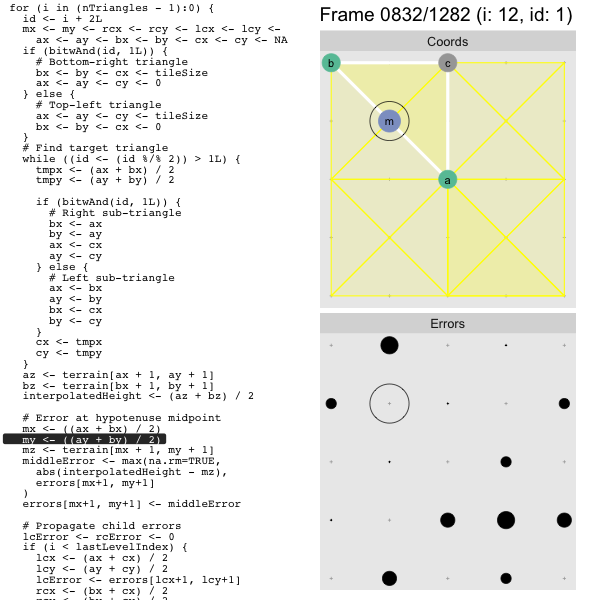 for (i in (nTriangles - 1):0) {
  id <- i + 2L
  mx <- my <- rcx <- rcy <- lcx <- lcy <-
    ax <- ay <- bx <- by <- cx <- cy <- NA
  if (bitwAnd(id, 1L)) {
    # Bottom-right triangle
    bx <- by <- cx <- tileSize
    ax <- ay <- cy <- 0
  } else {
    # Top-left triangle
    ax <- ay <- cy <- tileSize
    bx <- by <- cx <- 0
  }
  # Find target triangle
  while ((id <- (id %/% 2)) > 1L) {
    tmpx <- (ax + bx) / 2
    tmpy <- (ay + by) / 2

    if (bitwAnd(id, 1L)) {
      # Right sub-triangle
      bx <- ax
      by <- ay
      ax <- cx
      ay <- cy
    } else {
      # Left sub-triangle
      ax <- bx
      ay <- by
      bx <- cx
      by <- cy
    }
    cx <- tmpx
    cy <- tmpy
  }
  az <- terrain[ax + 1, ay + 1]
  bz <- terrain[bx + 1, by + 1]
  interpolatedHeight <- (az + bz) / 2

  # Error at hypotenuse midpoint
  mx <- ((ax + bx) / 2)
  my <- ((ay + by) / 2)
  mz <- terrain[mx + 1, my + 1]
  middleError <- max(na.rm=TRUE,
    abs(interpolatedHeight - mz),
    errors[mx+1, my+1]
  )
  errors[mx+1, my+1] <- middleError

  # Propagate child errors
  lcError <- rcError <- 0
  if (i < lastLevelIndex) {
    lcx <- (ax + cx) / 2
    lcy <- (ay + cy) / 2
    lcError <- errors[lcx+1, lcy+1]
    rcx <- (bx + cx) / 2
Frame 0832/1282 (i: 12, id: 1)
Coords
b
c
m
a
Errors